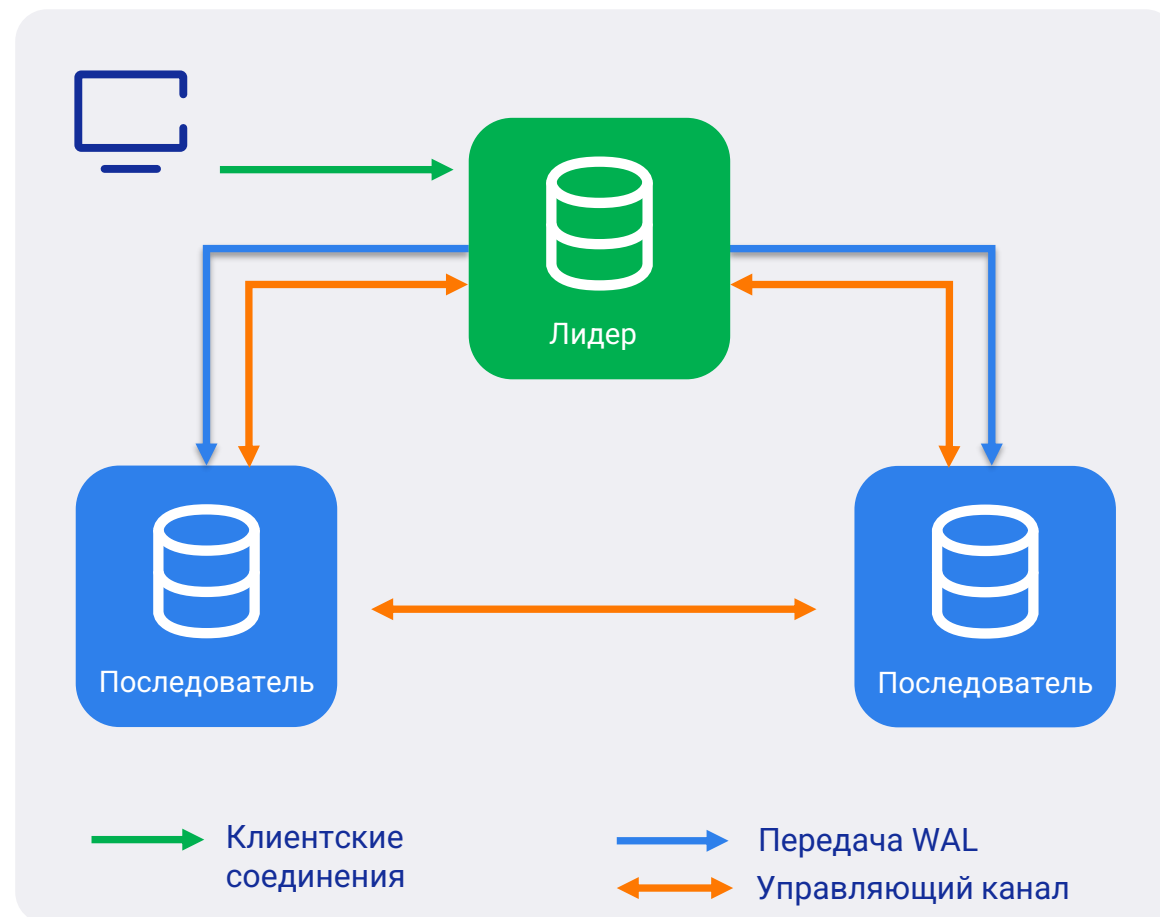 Лидер
Последователь
Последователь
Клиентские
соединения
Передача WAL
Управляющий канал